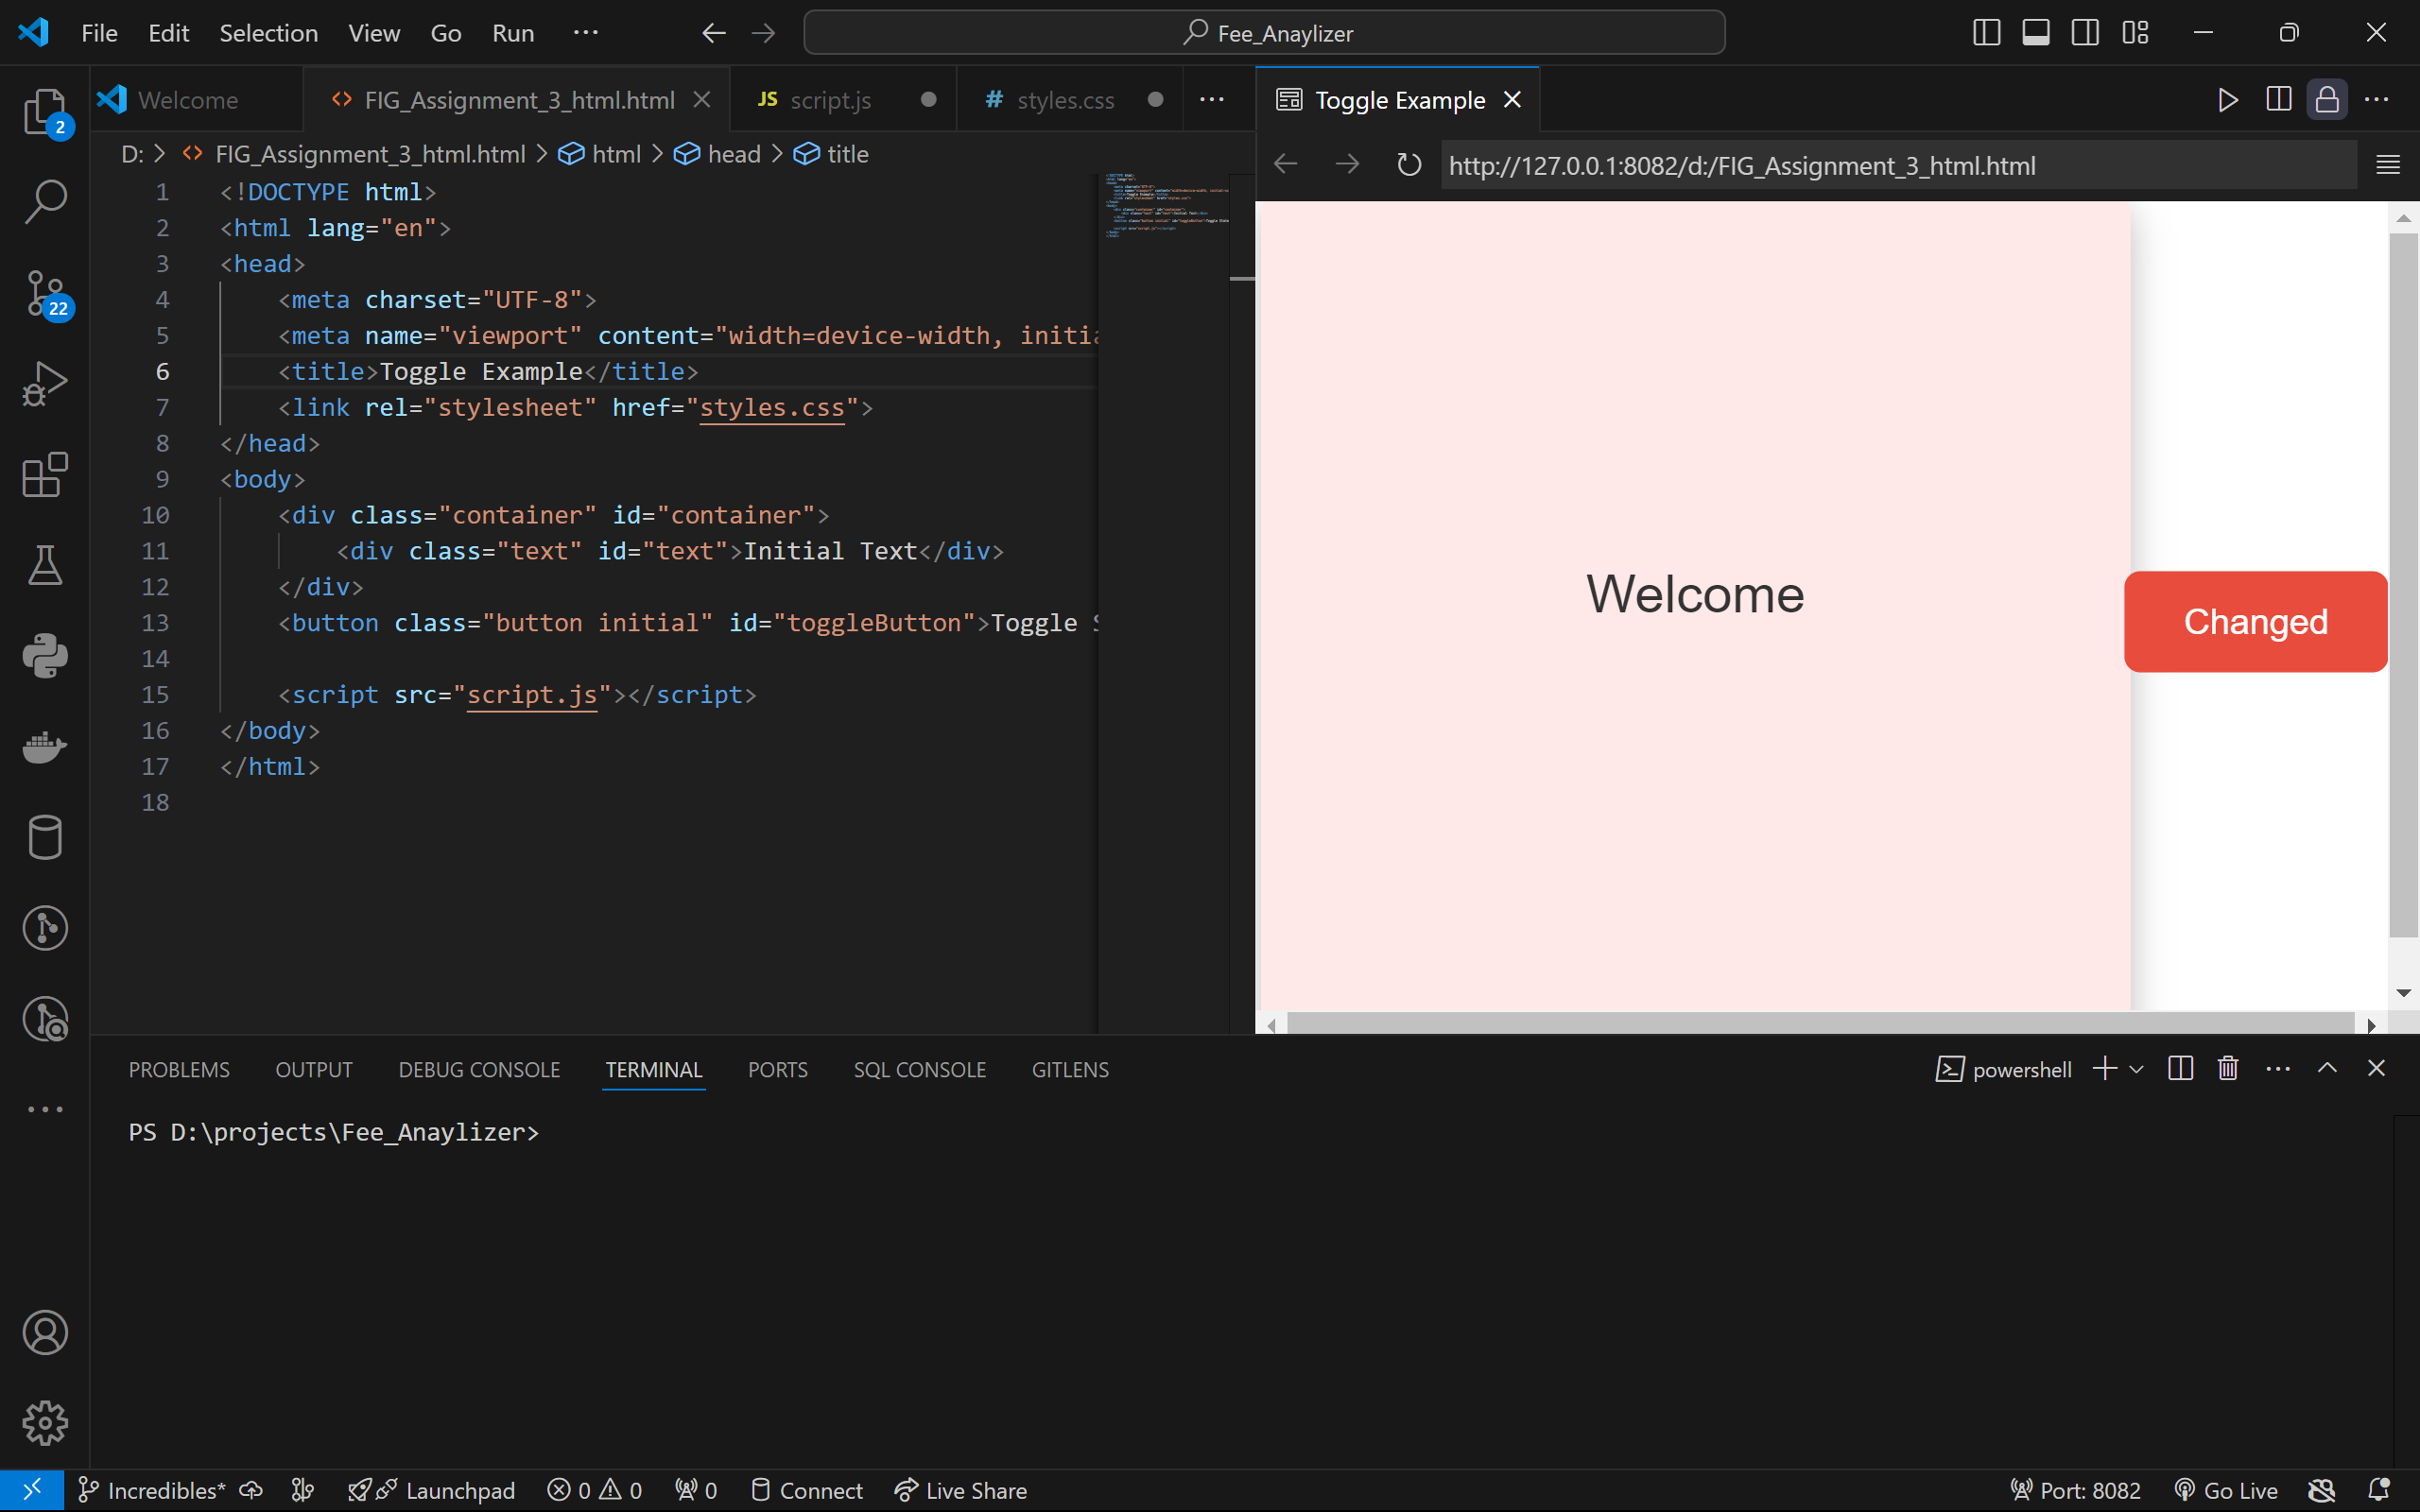 File Edit Selection View Go Run ···
Fee_Anaylizer
Welcome FIG_Assignment_3_html.html JS script.js # styles.css ···
Toggle Example
D: > FIG_Assignment_3_html.html > html > head > title
http://127.0.0.1:8082/d:/FIG_Assignment_3_html.html
2
22
1 <!DOCTYPE html>
2 <html lang="en">
3 <head>
4 <meta charset="UTF-8">
5 <meta name="viewport" content="width=device-width, initia
6 <title>Toggle Example</title>
7 <link rel="stylesheet" href="styles.css">
8 </head>
9 <body>
10 <div class="container" id="container">
11 <div class="text" id="text">Initial Text</div>
12 </div>
13 <button class="button initial" id="toggleButton">Toggle S
14
15 <script src="script.js"></script>
16 </body>
17 </html>
18
Welcome
Changed
PROBLEMS OUTPUT DEBUG CONSOLE TERMINAL PORTS SQL CONSOLE GITLENS
powershell
PS D:\projects\Fee_Anaylizer>
Incredibles* Launchpad 0 0 0 Connect Live Share
Port: 8082 Go Live